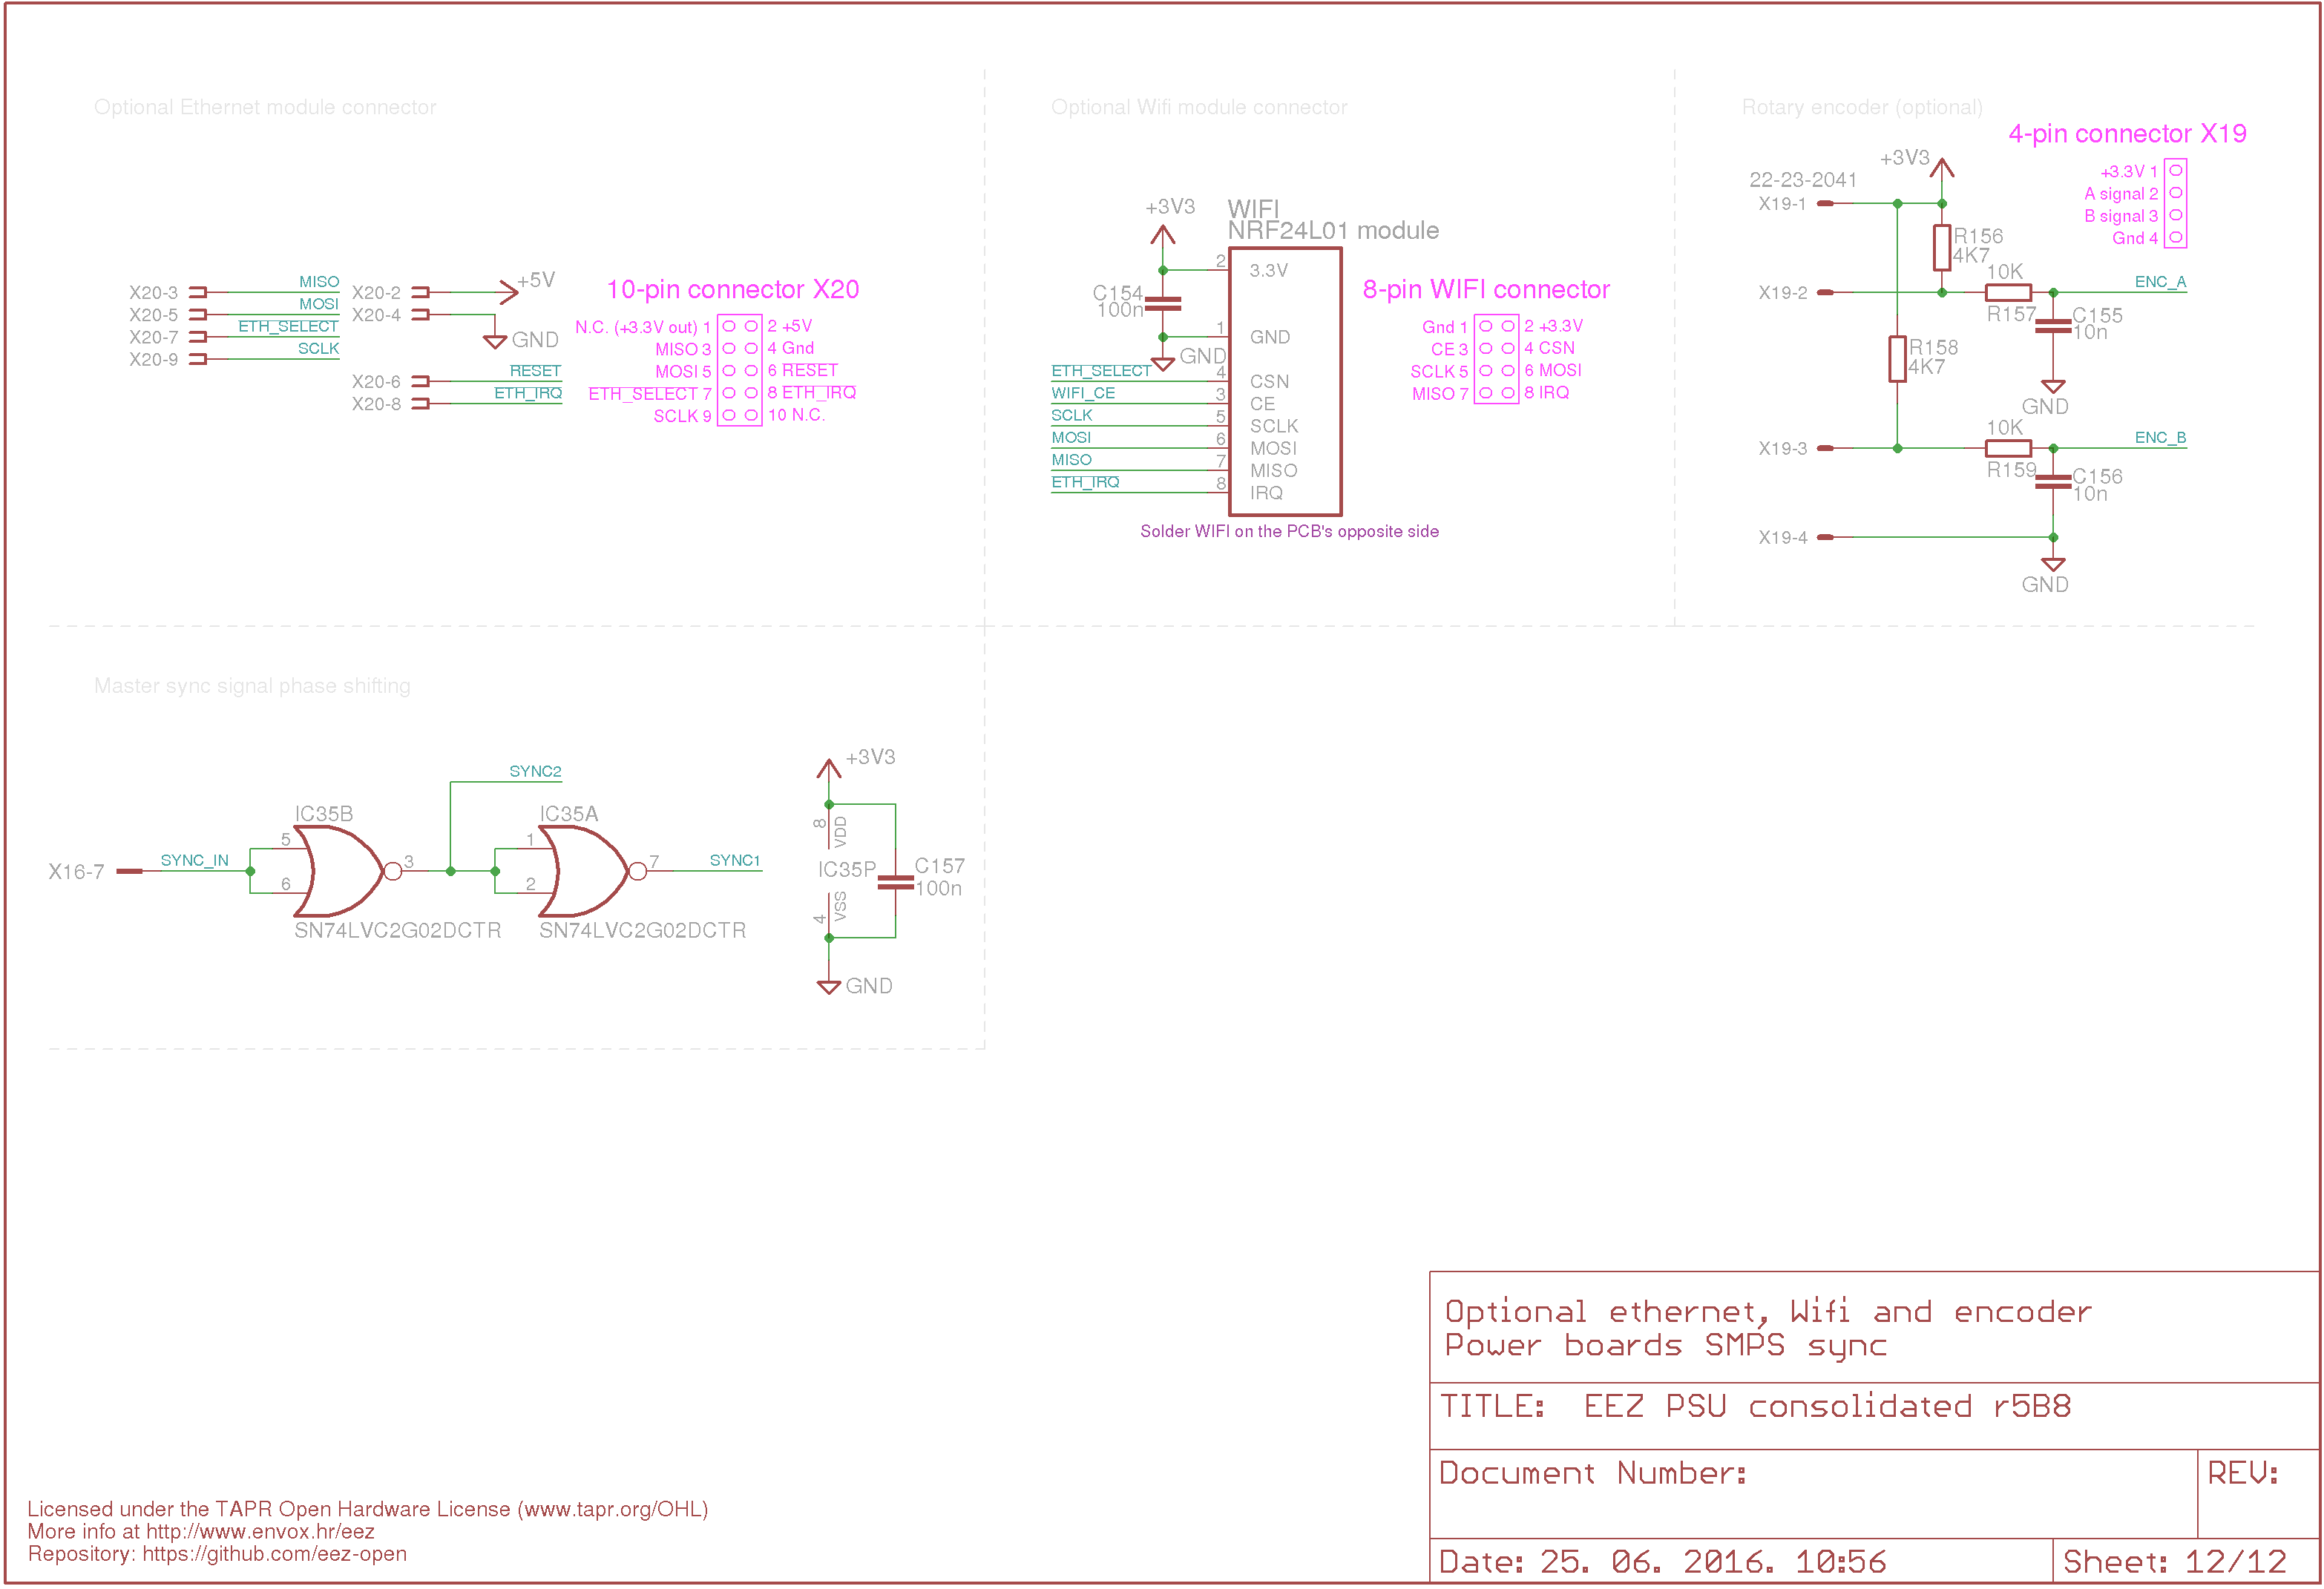 Optional Ethernet module connector
X20-3 MISO
X20-5 MOSI
X20-7 ETH_SELECT
X20-9 SCLK
X20-2 +5V
X20-4 GND
X20-6 RESET
X20-8 ETH_IRQ
10-pin connector X20
N.C. (+3.3V out) 1 2 +5V
MISO 3 4 Gnd
MOSI 5 6 RESET
ETH_SELECT 7 8 ETH_IRQ
SCLK 9 10 N.C.
Optional Wifi module connector
+3V3
WIFI
NRF24L01 module
C154
100n
GND
2 3.3V
1 GND
ETH_SELECT 4 CSN
WIFI_CE 3 CE
SCLK 5 SCLK
MOSI 6 MOSI
MISO 7 MISO
ETH_IRQ 8 IRQ
Solder WIFI on the PCB's opposite side
8-pin WIFI connector
Gnd 1 2 +3.3V
CE 3 4 CSN
SCLK 5 6 MOSI
MISO 7 8 IRQ
Rotary encoder (optional)
4-pin connector X19
+3.3V 1
A signal 2
B signal 3
Gnd 4
+3V3
22-23-2041
X19-1
R156
4K7
X19-2
10K
R157
ENC_A
C155
10n
GND
R158
4K7
X19-3
10K
R159
ENC_B
C156
10n
X19-4
GND
Master sync signal phase shifting
X16-7
SYNC_IN
IC35B
5
6
3
SN74LVC2G02DCTR
SYNC2
IC35A
1
2
7
SN74LVC2G02DCTR
SYNC1
+3V3
8
VDD
IC35P
4
VSS
C157
100n
GND
Optional ethernet, Wifi and encoder
Power boards SMPS sync
TITLE: EEZ PSU consolidated r5B8
Document Number:
REV:
Date: 25. 06. 2016. 10:56
Sheet: 12/12
Licensed under the TAPR Open Hardware License (www.tapr.org/OHL)
More info at http://www.envox.hr/eez
Repository: https://github.com/eez-open